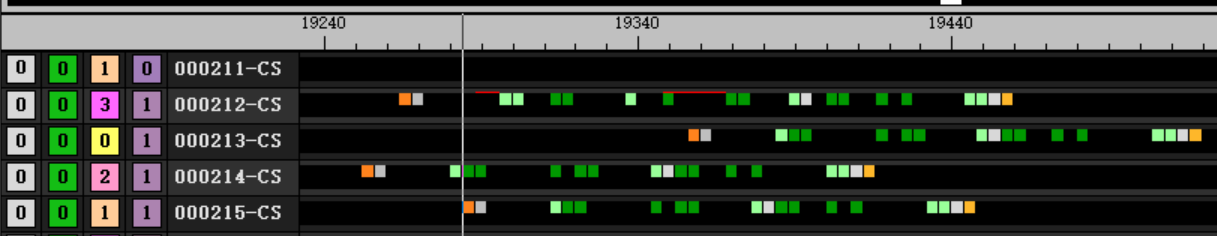 19240 19340 19440
0 0 1 0 000211-CS
0 0 3 1 000212-CS
0 0 0 1 000213-CS
0 0 2 1 000214-CS
0 0 1 1 000215-CS